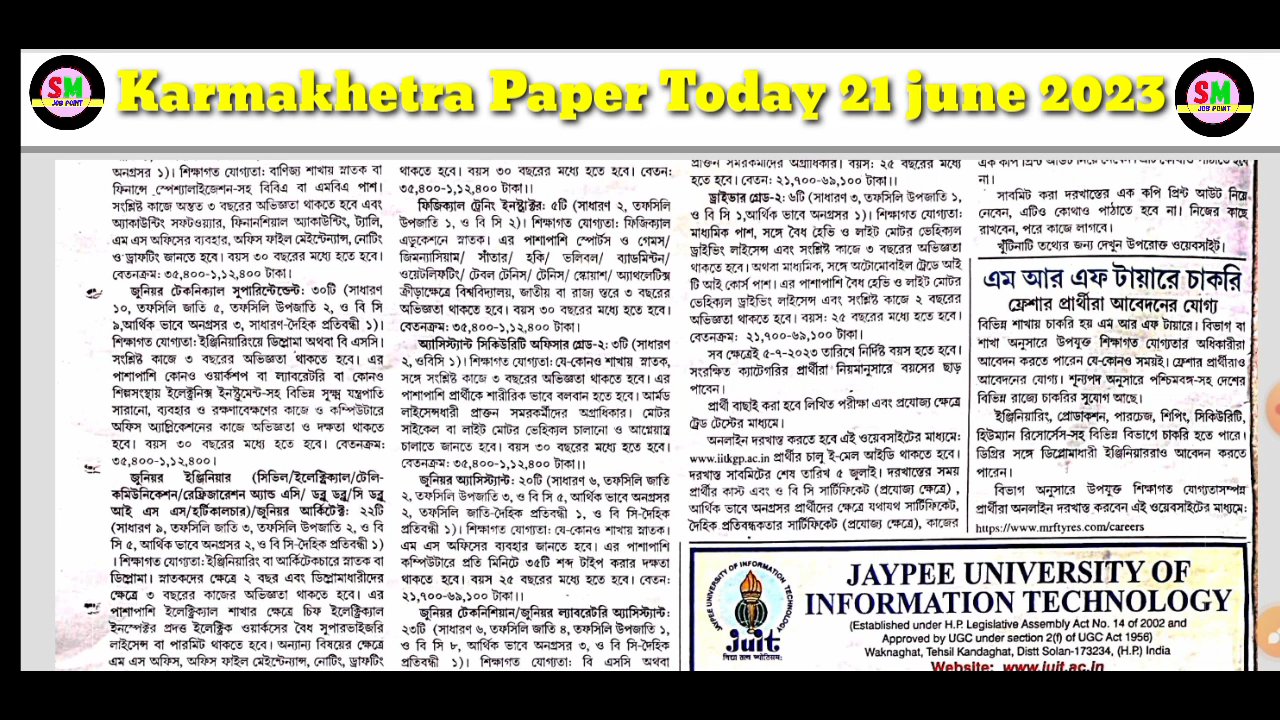 SM
JOB POINT
Karmakhetra Paper Today 21 june 2023
SM
JOB POINT
অনগ্রসর ১)। শিক্ষাগত যোগ্যতা: বাণিজ্য শাখায় স্নাতক বা
ফিনান্সে স্পেশ্যালাইজেশন-সহ বিবিএ বা এমবিএ পাশ।
সংশ্লিষ্ট কাজে অন্তত ৩ বছরের অভিজ্ঞতা থাকতে হবে এবং
অ্যাকাউন্টিং সফটওয়্যার, ফিনানশিয়াল অ্যাকাউন্টিং, ট্যালি,
এম এস অফিসের ব্যবহার, অফিস ফাইল মেইন্টেন্যান্স, নোটিং
ও ড্রাফটিং জানতে হবে। বয়স ৩০ বছরের মধ্যে হতে হবে।
বেতনক্রম: ৩৫,৪০০-১,১২,৪০০ টাকা।
জুনিয়র টেকনিক্যাল সুপারিন্টেন্ডেন্ট: ৩০টি (সাধারণ
১০, তফসিলি জাতি ৫, তফসিলি উপজাতি ২, ও বি সি
৯,আর্থিক ভাবে অনগ্রসর ৩, সাধারণ-দৈহিক প্রতিবন্ধী ১)।
শিক্ষাগত যোগ্যতা: ইঞ্জিনিয়ারিংয়ে ডিপ্লোমা অথবা বি এসসি।
সংশ্লিষ্ট কাজে ৩ বছরের অভিজ্ঞতা থাকতে হবে। এর
পাশাপাশি কোনও ওয়ার্কশপ বা ল্যাবরেটরি বা কোনও
শিল্পসংস্থায় ইলেক্ট্রনিক্স ইনস্ট্রুমেন্ট-সহ বিভিন্ন সূক্ষ্ম যন্ত্রপাতি
সারানো, ব্যবহার ও রক্ষণাবেক্ষণের কাজে ও কম্পিউটারে
অফিস অ্যাপ্লিকেশনের কাজে অভিজ্ঞতা ও দক্ষতা থাকতে
হবে। বয়স ৩০ বছরের মধ্যে হতে হবে। বেতনক্রম:
৩৫,৪০০-১,১২,৪০০।
জুনিয়র ইঞ্জিনিয়র (সিভিল/ইলেক্ট্রিক্যাল/টেলি-
কমিউনিকেশন/রেফ্রিজারেশন অ্যান্ড এসি/ ডব্লু ডব্লু/সি ডব্লু
আই এস এস/হর্টিকালচার)/জুনিয়র আর্কিটেক্ট: ২২টি
(সাধারণ ৯, তফসিলি জাতি ৩, তফসিলি উপজাতি ২, ও বি
সি ৫, আর্থিক ভাবে অনগ্রসর ২, ও বি সি-দৈহিক প্রতিবন্ধী ১)
। শিক্ষাগত যোগ্যতা: ইঞ্জিনিয়ারিং বা আর্কিটেকচারে স্নাতক বা
ডিপ্লোমা। স্নাতকদের ক্ষেত্রে ২ বছর এবং ডিপ্লোমাধারীদের
ক্ষেত্রে ৩ বছরের কাজের অভিজ্ঞতা থাকতে হবে। এর
পাশাপাশি ইলেক্ট্রিক্যাল শাখার ক্ষেত্রে চিফ ইলেক্ট্রিক্যাল
ইনস্পেক্টর প্রদত্ত ইলেক্ট্রিক ওয়ার্কসের বৈধ সুপারভাইজরি
লাইসেন্স বা পারমিট থাকতে হবে। অন্যান্য বিষয়ের ক্ষেত্রে
এম এস অফিস, অফিস ফাইল মেইন্টেন্যান্স, নোটিং, ড্রাফটিং
থাকতে হবে। বয়স ৩০ বছরের মধ্যে হতে হবে। বেতন:
৩৫,৪০০-১,১২,৪০০ টাকা।।
ফিজিক্যাল ট্রেনিং ইনস্ট্রাক্টর: ৫টি (সাধারণ ২, তফসিলি
উপজাতি ১, ও বি সি ২)। শিক্ষাগত যোগ্যতা: ফিজিক্যাল
এডুকেশনে স্নাতক। এর পাশাপাশি স্পোর্টস ও গেমস/
জিমন্যাসিয়াম/ সাঁতার/ হকি/ ভলিবল/ ব্যাডমিন্টন/
ওয়েটলিফটিং/ টেবল টেনিস/ টেনিস/ স্কোয়াশ/ অ্যাথলেটিক্স
ক্রীড়াক্ষেত্রে বিশ্ববিদ্যালয়, জাতীয় বা রাজ্য স্তরে ৩ বছরের
অভিজ্ঞতা থাকতে হবে। বয়স ৩০ বছরের মধ্যে হতে হবে।
বেতনক্রম: ৩৫,৪০০-১,১২,৪০০ টাকা।
অ্যাসিস্ট্যান্ট সিকিউরিটি অফিসার গ্রেড-২: ৩টি (সাধারণ
২, ওবিসি ১)। শিক্ষাগত যোগ্যতা: যে-কোনও শাখায় স্নাতক,
সঙ্গে সংশ্লিষ্ট কাজে ৩ বছরের অভিজ্ঞতা থাকতে হবে। এর
পাশাপাশি প্রার্থীকে শারীরিক ভাবে বলবান হতে হবে। আর্মড
লাইসেন্সধারী প্রাক্তন সমরকর্মীদের অগ্রাধিকার। মোটর
সাইকেল বা লাইট মোটর ভেহিক্যাল চালানো ও আগ্নেয়াস্ত্র
চালাতে জানতে হবে। বয়স ৩০ বছরের মধ্যে হতে হবে।
বেতনক্রম: ৩৫,৪০০-১,১২,৪০০ টাকা।।
জুনিয়র অ্যাসিস্ট্যান্ট: ২০টি (সাধারণ ৬, তফসিলি জাতি
২, তফসিলি উপজাতি ৩, ও বি সি ৫, আর্থিক ভাবে অনগ্রসর
২, তফসিলি জাতি-দৈহিক প্রতিবন্ধী ১, ও বি সি-দৈহিক
প্রতিবন্ধী ১)। শিক্ষাগত যোগ্যতা: যে-কোনও শাখায় স্নাতক।
এম এস অফিসের ব্যবহার জানতে হবে। এর পাশাপাশি
কম্পিউটারে প্রতি মিনিটে ৩৫টি শব্দ টাইপ করার দক্ষতা
থাকতে হবে। বয়স ২৫ বছরের মধ্যে হতে হবে। বেতন:
২১,৭০০-৬৯,১০০ টাকা।।
জুনিয়র টেকনিশিয়ান/জুনিয়র ল্যাবরেটরি অ্যাসিস্ট্যান্ট:
২৩টি (সাধারণ ৬, তফসিলি জাতি ৪, তফসিলি উপজাতি ১,
ও বি সি ৮, আর্থিক ভাবে অনগ্রসর ৩, ও বি সি-দৈহিক
প্রতিবন্ধী ১)। শিক্ষাগত যোগ্যতা: বি এসসি অথবা
প্রাক্তন সমরকর্মীদের অগ্রাধিকার। বয়স: ২৫ বছরের মধ্যে
হতে হবে। বেতন: ২১,৭০০-৬৯,১০০ টাকা।।
ড্রাইভার গ্রেড-২: ৬টি (সাধারণ ৩, তফসিলি উপজাতি ১,
ও বি সি ১,আর্থিক ভাবে অনগ্রসর ১)। শিক্ষাগত যোগ্যতা:
মাধ্যমিক পাশ, সঙ্গে বৈধ হেভি ও লাইট মোটর ভেহিক্যল
ড্রাইভিং লাইসেন্স এবং সংশ্লিষ্ট কাজে ৩ বছরের অভিজ্ঞতা
থাকতে হবে। অথবা মাধ্যমিক, সঙ্গে অটোমোবাইল ট্রেডে আই
টি আই কোর্স পাশ। এর পাশাপাশি বৈধ হেভি ও লাইট মোটর
ভেহিক্যল ড্রাইভিং লাইসেন্স এবং সংশ্লিষ্ট কাজে ২ বছরের
অভিজ্ঞতা থাকতে হবে। বয়স: ২৫ বছরের মধ্যে হতে হবে।
বেতনক্রম: ২১,৭০০-৬৯,১০০ টাকা।
সব ক্ষেত্রেই ৫-৭-২০২৩ তারিখে নির্দিষ্ট বয়স হতে হবে।
সংরক্ষিত ক্যাটেগরির প্রার্থীরা নিয়মানুসারে বয়সের ছাড়
পাবেন।
প্রার্থী বাছাই করা হবে লিখিত পরীক্ষা এবং প্রযোজ্য ক্ষেত্রে
ট্রেড টেস্টের মাধ্যমে।
অনলাইন দরখাস্ত করতে হবে এই ওয়েবসাইটের মাধ্যমে:
www.iitkgp.ac.in প্রার্থীর চালু ই-মেল আইডি থাকতে হবে।
দরখাস্ত সাবমিটের শেষ তারিখ ৫ জুলাই। দরখাস্তের সময়
প্রার্থীর কাস্ট এবং ও বি সি সার্টিফিকেট (প্রযোজ্য ক্ষেত্রে) ,
আর্থিক ভাবে অনগ্রসর প্রার্থীদের ক্ষেত্রে যথাযথ সার্টিফিকেট,
দৈহিক প্রতিবন্ধকতার সার্টিফিকেট (প্রযোজ্য ক্ষেত্রে), কাজের
এক কপি প্রিন্ট আউট নিয়ে নেবেন। এটি কোথাও পাঠাতে হবে
না।
সাবমিট করা দরখাস্তের এক কপি প্রিন্ট আউট নিয়ে
নেবেন, এটিও কোথাও পাঠাতে হবে না। নিজের কাছে
রাখবেন, পরে কাজে লাগবে।
খুঁটিনাটি তথ্যের জন্য দেখুন উপরোক্ত ওয়েবসাইট।
এম আর এফ টায়ারে চাকরি
ফ্রেশার প্রার্থীরা আবেদনের যোগ্য
বিভিন্ন শাখায় চাকরি হয় এম আর এফ টায়ারে। বিভাগ বা
শাখা অনুসারে উপযুক্ত শিক্ষাগত যোগ্যতার অধিকারীরা
আবেদন করতে পারেন যে-কোনও সময়ই। ফ্রেশার প্রার্থীরাও
আবেদনের যোগ্য। শূন্যপদ অনুসারে পশ্চিমবঙ্গ-সহ দেশের
বিভিন্ন রাজ্যে চাকরির সুযোগ আছে।
ইঞ্জিনিয়ারিং, প্রোডাকশন, পারচেজ, শিপিং, সিকিউরিটি,
হিউম্যান রিসোর্সেস-সহ বিভিন্ন বিভাগে চাকরি হতে পারে।
ডিগ্রির সঙ্গে ডিপ্লোমাধারী ইঞ্জিনিয়াররাও আবেদন করতে
পারেন।
বিভাগ অনুসারে উপযুক্ত শিক্ষাগত যোগ্যতাসম্পন্ন
প্রার্থীরা অনলাইন দরখাস্ত করবেন এই ওয়েবসাইটের মাধ্যমে:
https://www.mrftyres.com/careers
JAYPEE UNIVERSITY OF INFORMATION TECHNOLOGY
juit
विद्या तत्व ज्योतिसमः
JAYPEE UNIVERSITY OF
INFORMATION TECHNOLOGY
(Established under H.P. Legislative Assembly Act No. 14 of 2002 and
Approved by UGC under section 2(f) of UGC Act 1956)
Waknaghat, Tehsil Kandaghat, Distt Solan-173234, (H.P.) India
Website: www.juit.ac.in